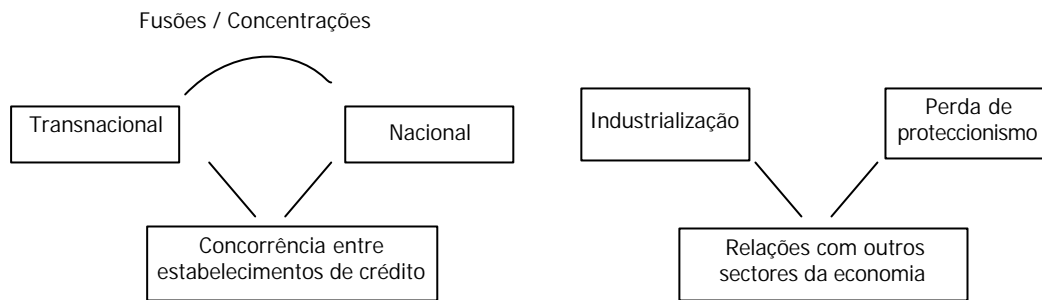 Fusões / Concentrações
Transnacional
Nacional
Concorrência entre
estabelecimentos de crédito
Industrialização
Perda de
proteccionismo
Relações com outros
sectores da economia